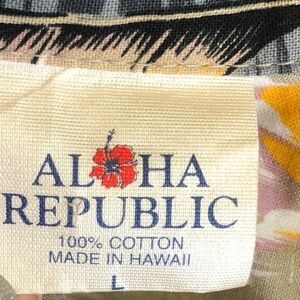 ALOHA
REPUBLIC
100% COTTON
MADE IN HAWAII
L